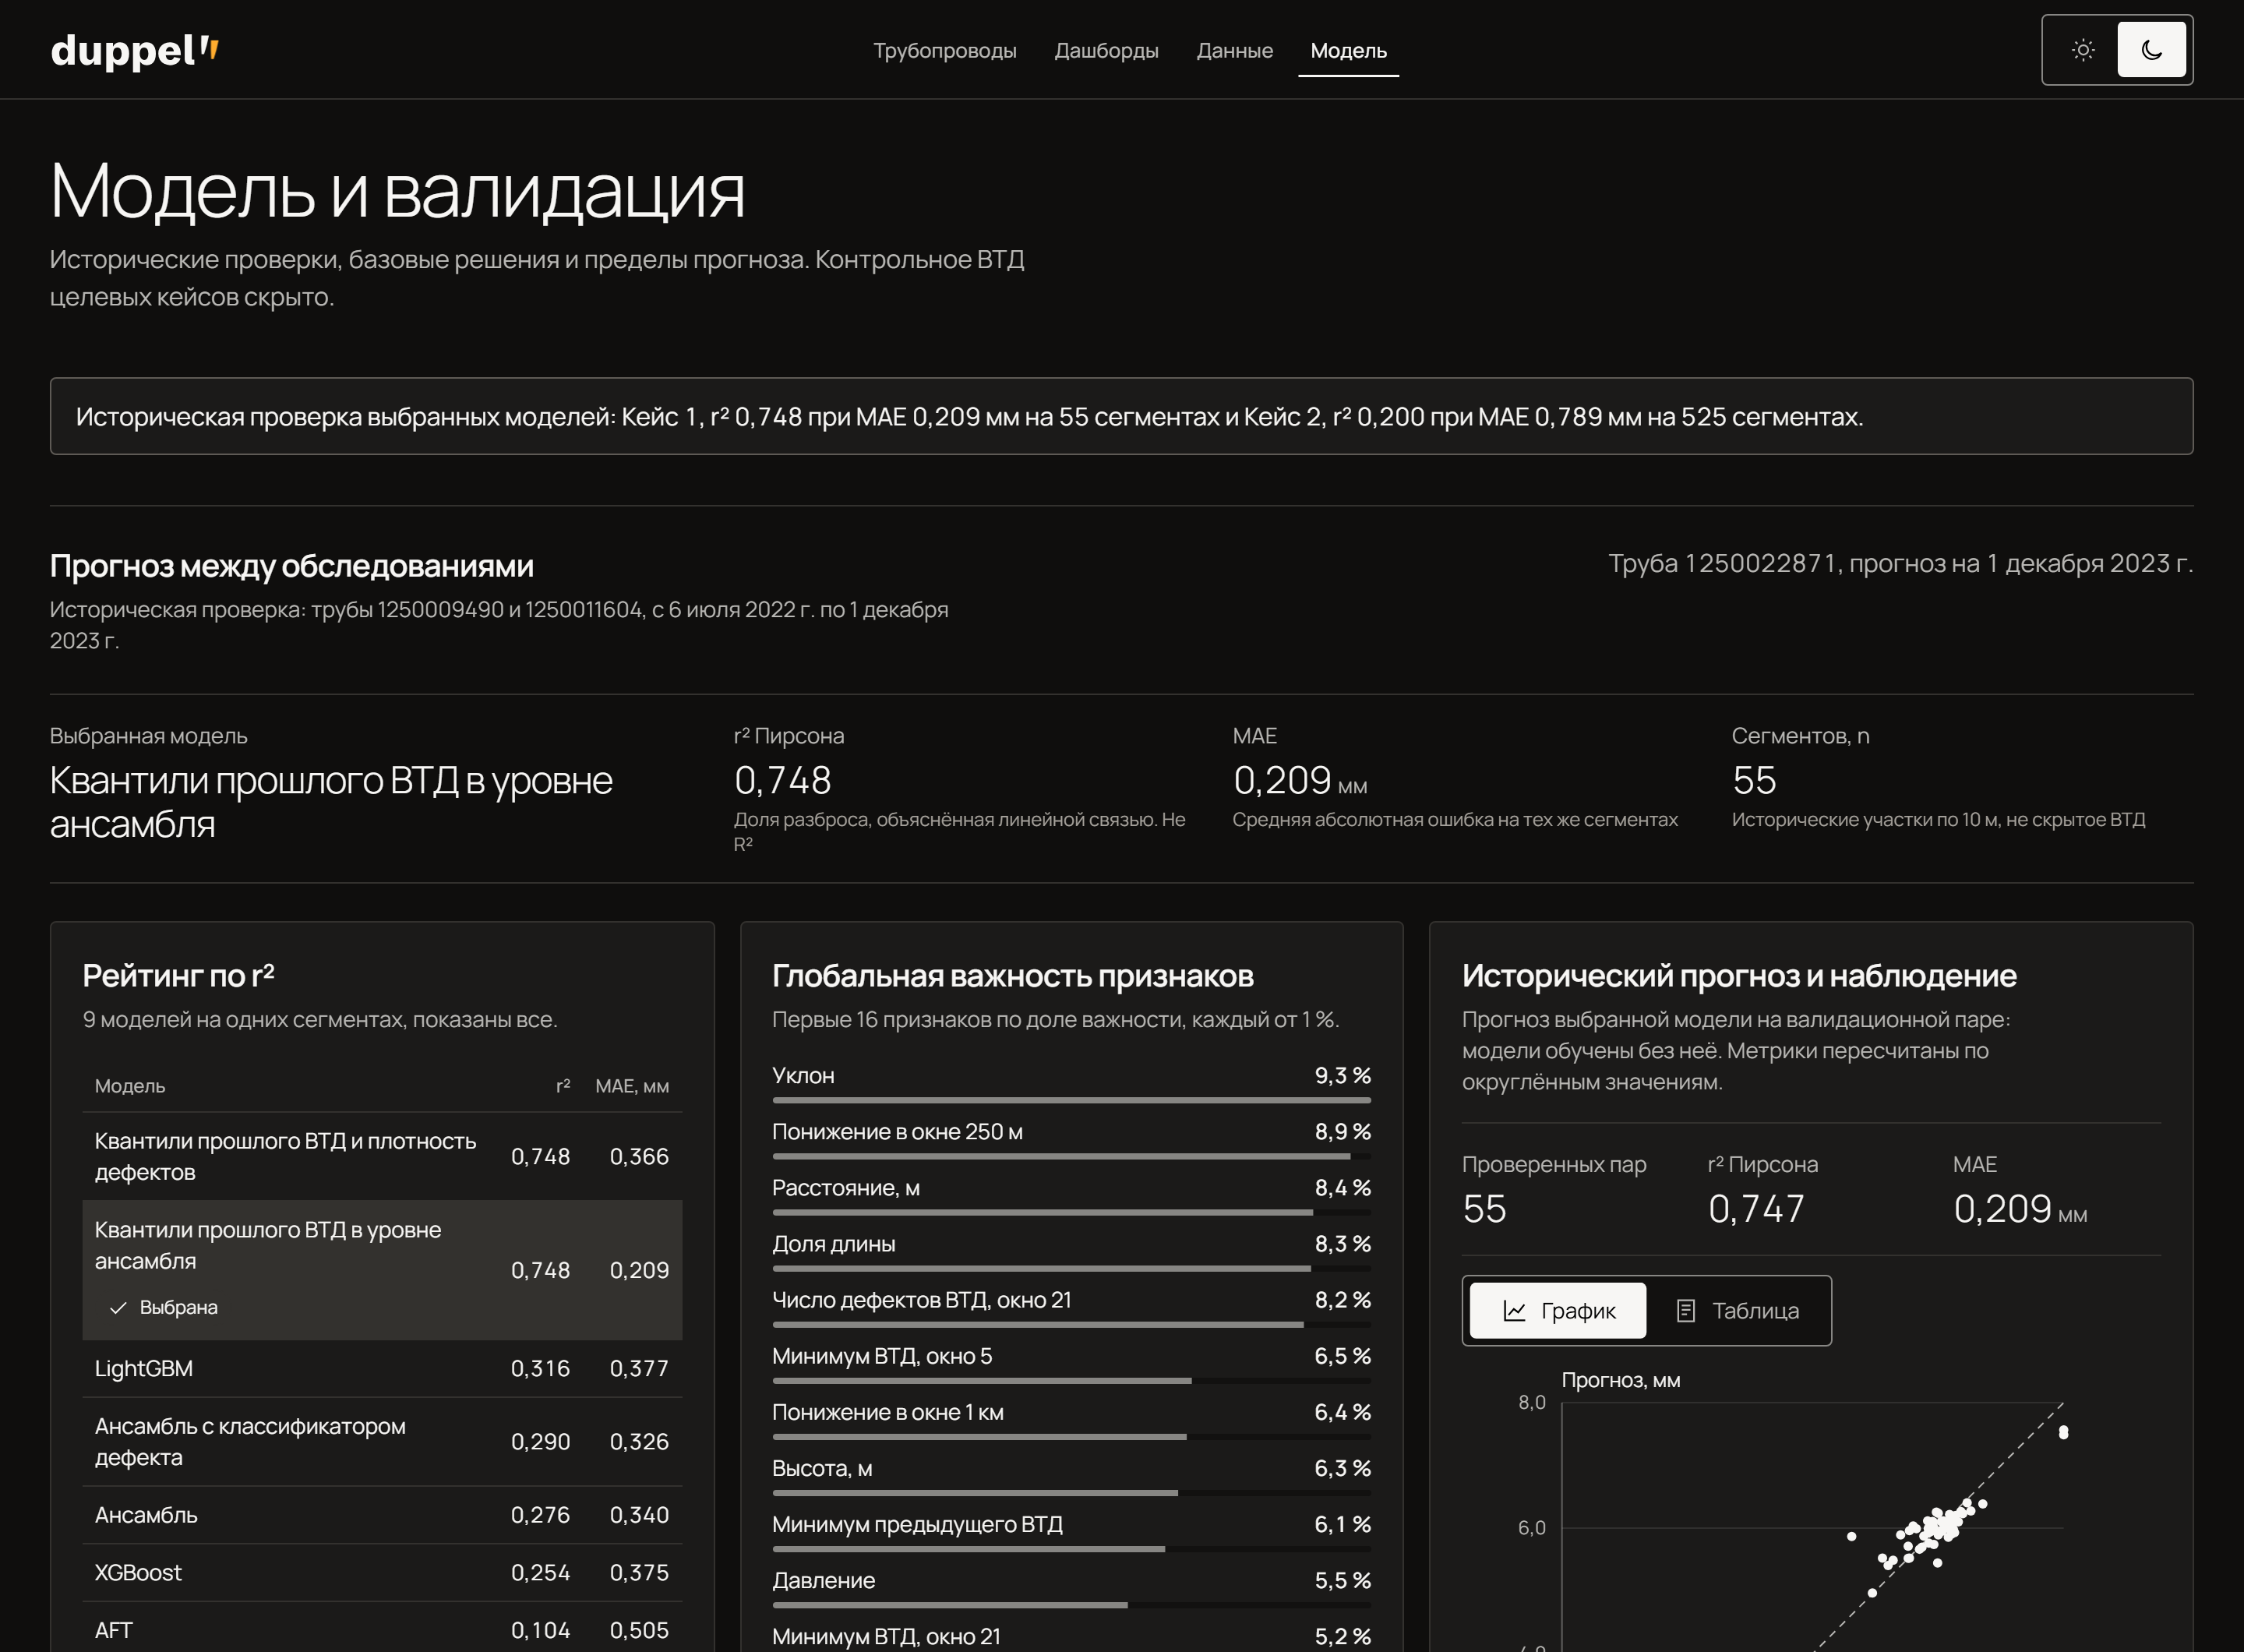 duppel
Трубопроводы
Дашборды
Данные
Модель
Модель и валидация
Исторические проверки, базовые решения и пределы прогноза. Контрольное ВТД
целевых кейсов скрыто.
Историческая проверка выбранных моделей: Кейс 1, r² 0,748 при MAE 0,209 мм на 55 сегментах и Кейс 2, r² 0,200 при MAE 0,789 мм на 525 сегментах.
Прогноз между обследованиями
Труба 1250022871, прогноз на 1 декабря 2023 г.
Историческая проверка: трубы 1250009490 и 1250011604, с 6 июля 2022 г. по 1 декабря
2023 г.
Выбранная модель
Квантили прошлого ВТД в уровне
ансамбля
r² Пирсона
0,748
Доля разброса, объяснённая линейной связью. Не
R²
MAE
0,209 мм
Средняя абсолютная ошибка на тех же сегментах
Сегментов, n
55
Исторические участки по 10 м, не скрытое ВТД
Рейтинг по r²
9 моделей на одних сегментах, показаны все.
Модель r² MAE, мм
Квантили прошлого ВТД и плотность
дефектов
0,748 0,366
Квантили прошлого ВТД в уровне
ансамбля
0,748 0,209
Выбрана
LightGBM 0,316 0,377
Ансамбль с классификатором
дефекта
0,290 0,326
Ансамбль 0,276 0,340
XGBoost 0,254 0,375
AFT 0,104 0,505
Глобальная важность признаков
Первые 16 признаков по доле важности, каждый от 1 %.
Уклон 9,3 %
Понижение в окне 250 м 8,9 %
Расстояние, м 8,4 %
Доля длины 8,3 %
Число дефектов ВТД, окно 21 8,2 %
Минимум ВТД, окно 5 6,5 %
Понижение в окне 1 км 6,4 %
Высота, м 6,3 %
Минимум предыдущего ВТД 6,1 %
Давление 5,5 %
Минимум ВТД, окно 21 5,2 %
Исторический прогноз и наблюдение
Прогноз выбранной модели на валидационной паре:
модели обучены без неё. Метрики пересчитаны по
округлённым значениям.
Проверенных пар
55
r² Пирсона
0,747
MAE
0,209 мм
График
Таблица
Прогноз, мм
8,0
6,0